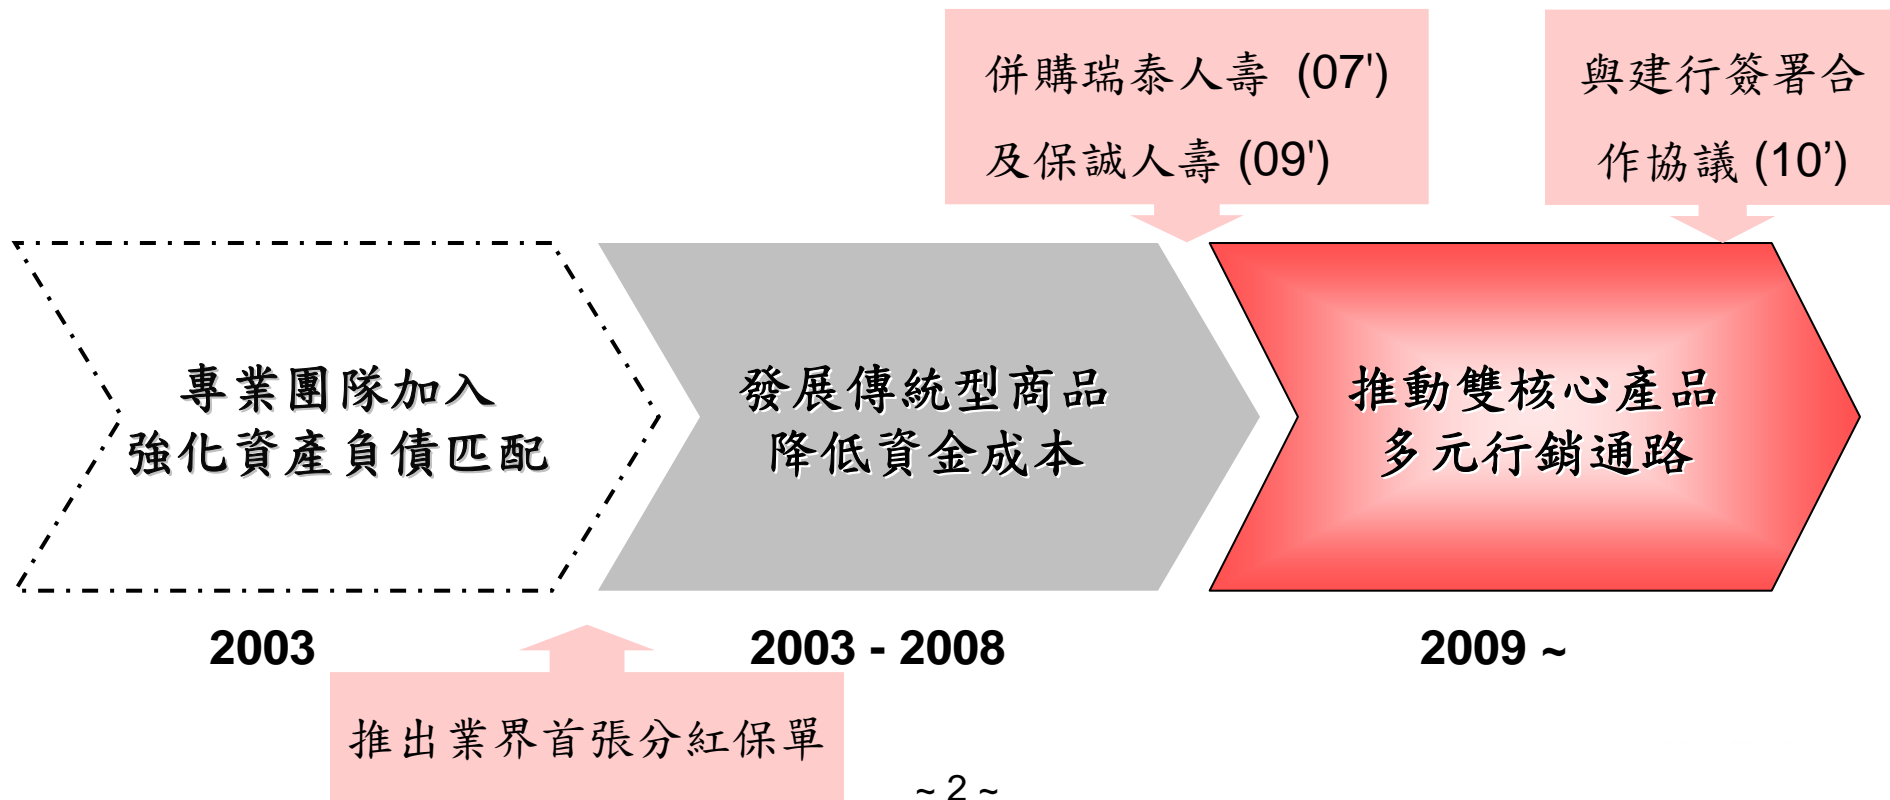 併購瑞泰人壽 (07')
及保誠人壽 (09')
與建行簽署合
作協議 (10’)
專業團隊加入
強化資產負債匹配
發展傳統型商品
降低資金成本
推動雙核心產品
多元行銷通路
2003
2003 - 2008
2009 ~
推出業界首張分紅保單
~ 2 ~